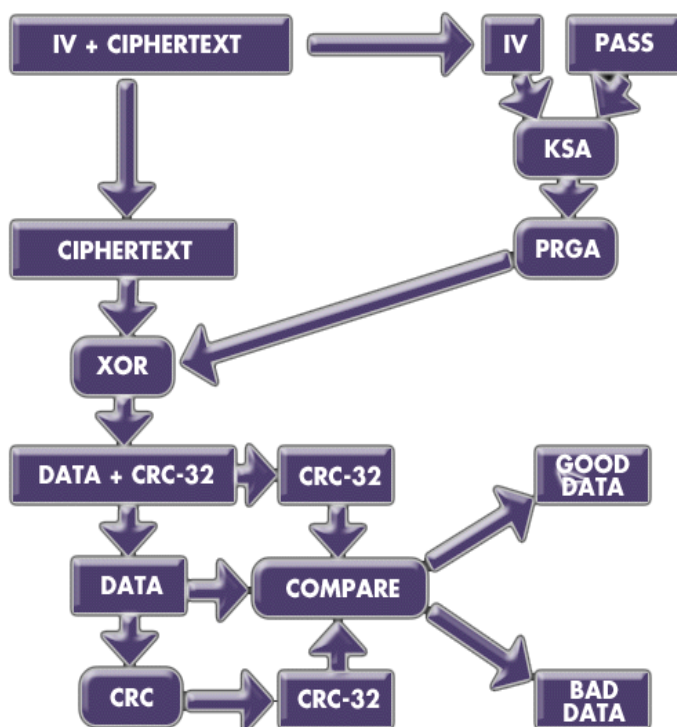 IV + CIPHERTEXT
IV
PASS
KSA
CIPHERTEXT
PRGA
XOR
DATA + CRC-32
CRC-32
GOOD
DATA
DATA
COMPARE
CRC
CRC-32
BAD
DATA